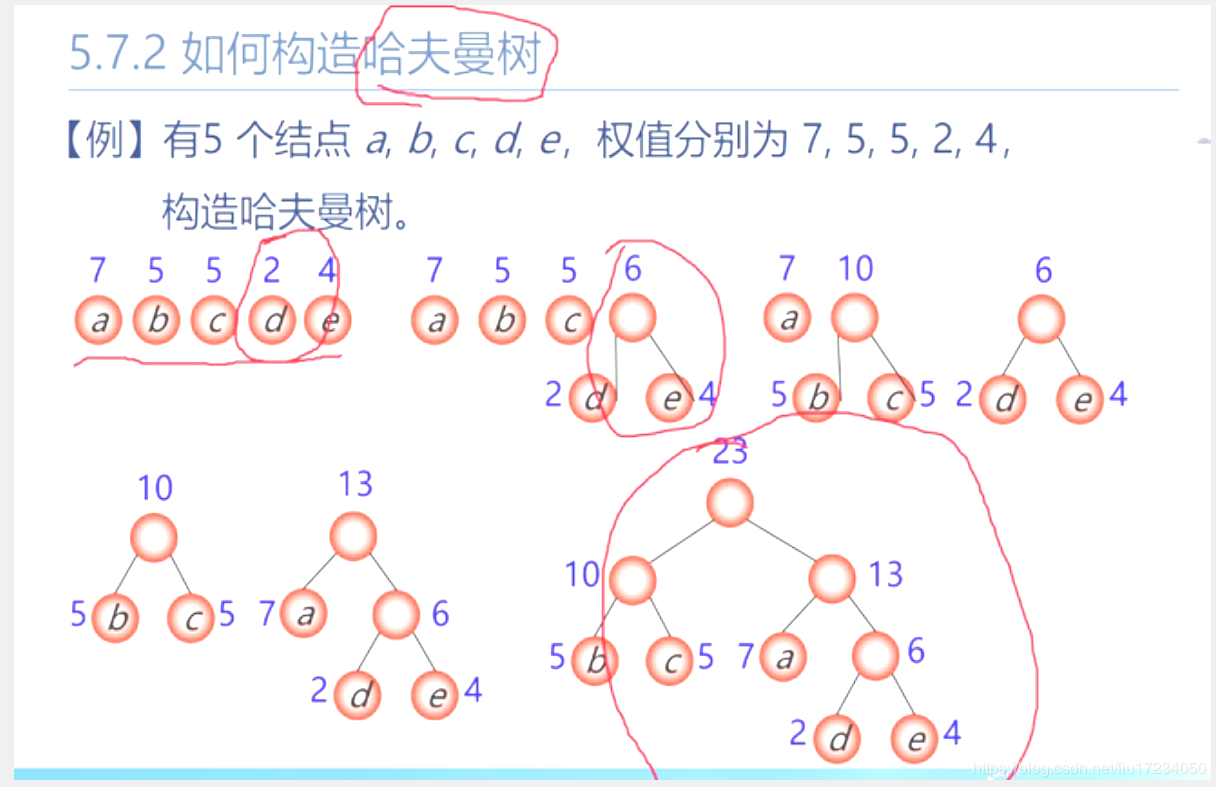 5.7.2 如何构造哈夫曼树
【例】有5 个结点 a, b, c, d, e, 权值分别为 7, 5, 5, 2, 4,
构造哈夫曼树。
7 5 5 2 4 7 5 5 6 7 10 6
a b c d e a b c a
2 d e 4 5 b c 5 2 d e 4
23
10 13
10 13
5 b c 5 7 a 6 5 b c 5 7 a 6
2 d e 4 2 d e 4
https://blog.csdn.net/liu17234050